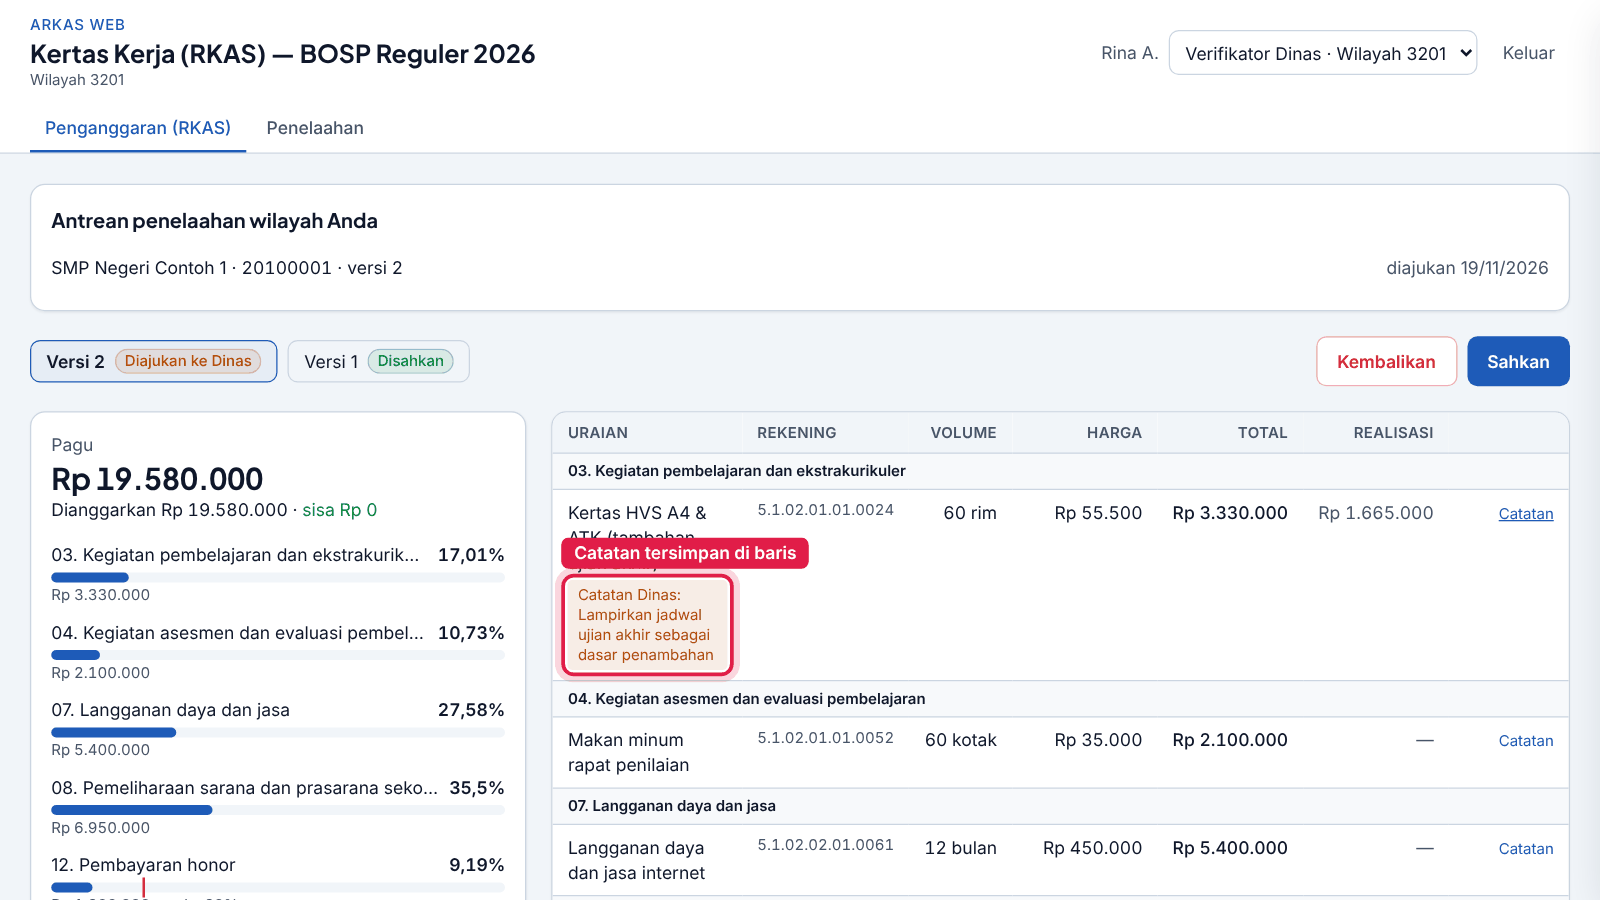 ARKAS WEB
Kertas Kerja (RKAS) — BOSP Reguler 2026
Wilayah 3201
Rina A.
Verifikator Dinas · Wilayah 3201
Keluar
Penganggaran (RKAS)
Penelaahan
Antrean penelaahan wilayah Anda
SMP Negeri Contoh 1 · 20100001 · versi 2
diajukan 19/11/2026
Versi 2 Diajukan ke Dinas
Versi 1 Disahkan
Kembalikan
Sahkan
Pagu
Rp 19.580.000
Dianggarkan Rp 19.580.000 · sisa Rp 0
03. Kegiatan pembelajaran dan ekstrakurik... 17,01%
Rp 3.330.000
04. Kegiatan asesmen dan evaluasi pembel... 10,73%
Rp 2.100.000
07. Langganan daya dan jasa 27,58%
Rp 5.400.000
08. Pemeliharaan sarana dan prasarana seko... 35,5%
Rp 6.950.000
12. Pembayaran honor 9,19%
URAIAN REKENING VOLUME HARGA TOTAL REALISASI
03. Kegiatan pembelajaran dan ekstrakurikuler
Kertas HVS A4 & 5.1.02.01.01.0024 60 rim Rp 55.500 Rp 3.330.000 Rp 1.665.000 Catatan
ATK (tambahan
Catatan tersimpan di baris
Catatan Dinas:
Lampirkan jadwal
ujian akhir sebagai
dasar penambahan
04. Kegiatan asesmen dan evaluasi pembelajaran
Makan minum 5.1.02.01.01.0052 60 kotak Rp 35.000 Rp 2.100.000 — Catatan
rapat penilaian
07. Langganan daya dan jasa
Langganan daya 5.1.02.01.01.0061 12 bulan Rp 450.000 Rp 5.400.000 — Catatan
dan jasa internet